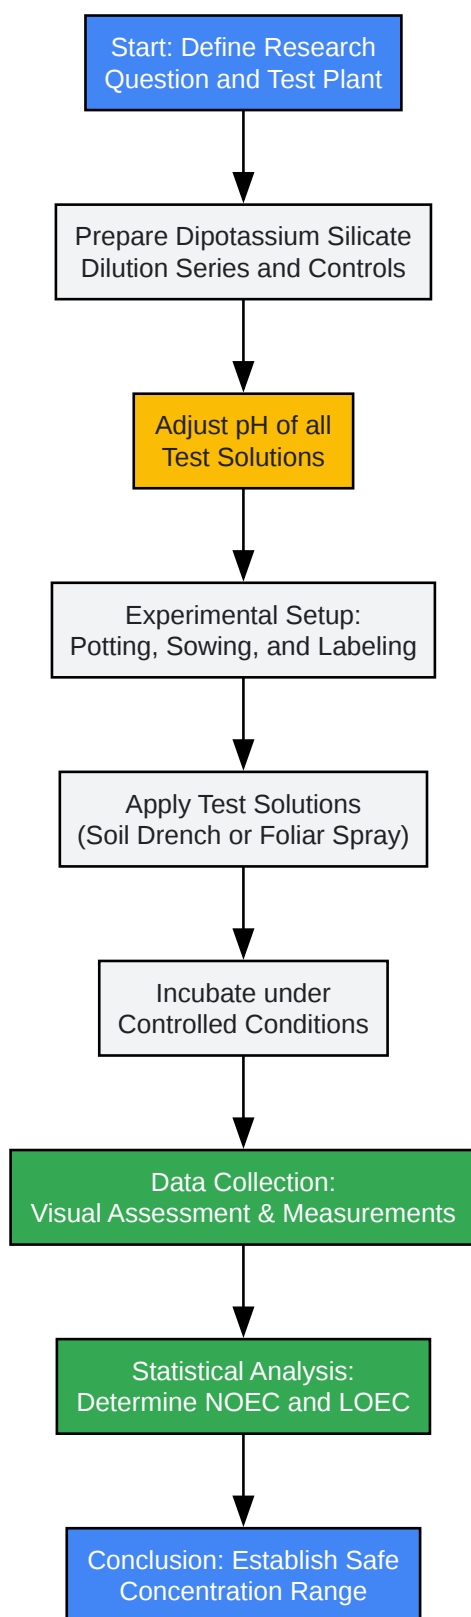 Start: Define Research
Question and Test Plant
Prepare Dipotassium Silicate
Dilution Series and Controls
Adjust pH of all
Test Solutions
Experimental Setup:
Potting, Sowing, and Labeling
Apply Test Solutions
(Soil Drench or Foliar Spray)
Incubate under
Controlled Conditions
Data Collection:
Visual Assessment & Measurements
Statistical Analysis:
Determine NOEC and LOEC
Conclusion: Establish Safe
Concentration Range